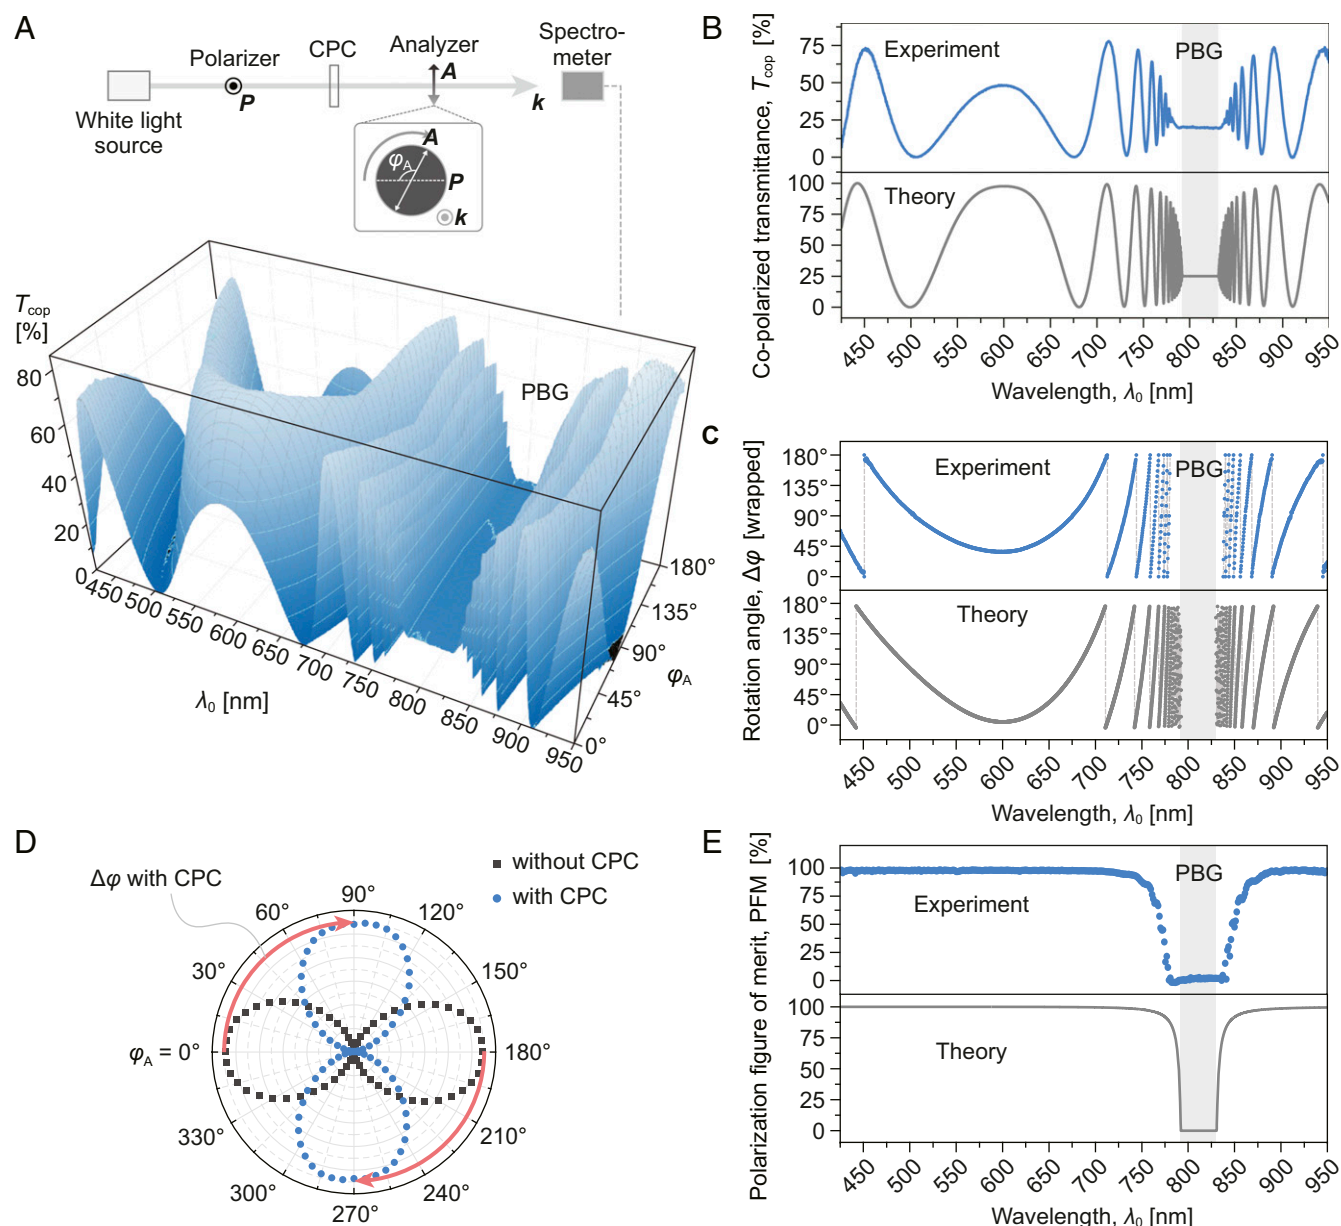 A
Polarizer
CPC
Analyzer
Spectro-
meter
P
A
k
White light
source
A
φA
P
k
Tcop
[%]
PBG
80
60
40
20
0
450
500
550
600
650
700
750
800
850
900
950
λ0 [nm]
0°
45°
90°
135°
180°
φA
B
Co-polarized transmittance, Tcop [%]
Experiment
PBG
75
50
25
0
Theory
100
75
50
25
0
450 500 550 600 650 700 750 800 850 900 950
Wavelength, λ0 [nm]
C
Rotation angle, Δφ [wrapped]
Experiment
PBG
180°
135°
90°
45°
0°
Theory
180°
135°
90°
45°
0°
450 500 550 600 650 700 750 800 850 900 950
Wavelength, λ0 [nm]
D
without CPC
with CPC
Δφ with CPC
90°
60°
120°
30°
150°
φA = 0°
180°
330°
210°
300°
240°
270°
E
Polarization figure of merit, PFM [%]
PBG
Experiment
100
75
50
25
0
Theory
100
75
50
25
0
450 500 550 600 650 700 750 800 850 900 950
Wavelength, λ0 [nm]